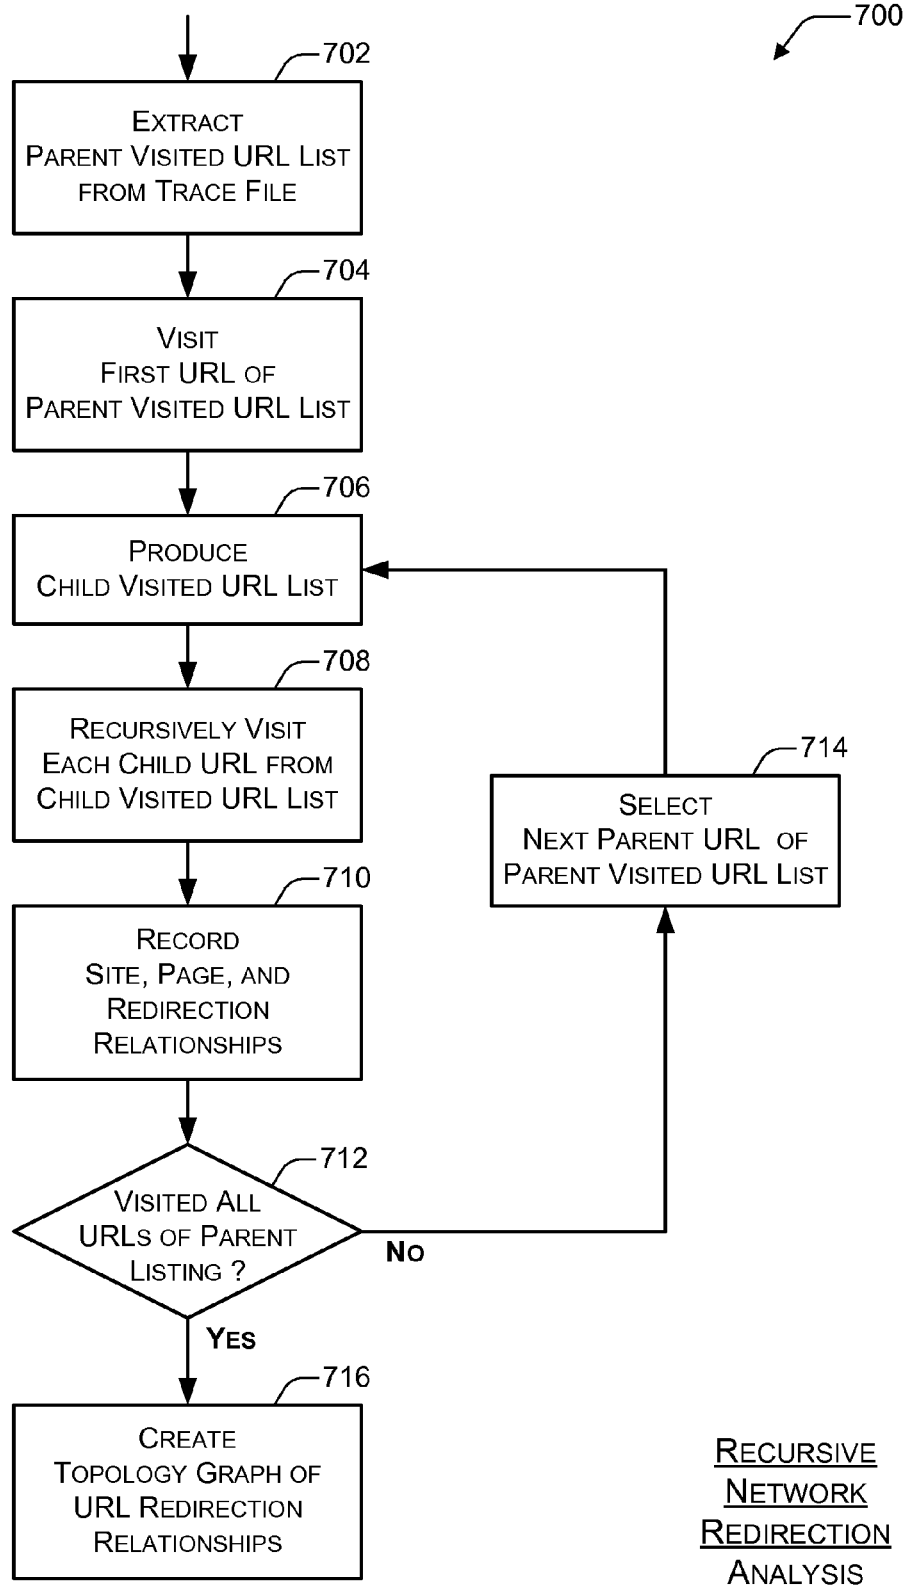 700
702
EXTRACT
PARENT VISITED URL LIST
FROM TRACE FILE
704
VISIT
FIRST URL OF
PARENT VISITED URL LIST
706
PRODUCE
CHILD VISITED URL LIST
708
RECURSIVELY VISIT
EACH CHILD URL FROM
CHILD VISITED URL LIST
714
SELECT
NEXT PARENT URL OF
PARENT VISITED URL LIST
710
RECORD
SITE, PAGE, AND
REDIRECTION
RELATIONSHIPS
712
VISITED ALL
URLS OF PARENT
LISTING ?
NO
YES
716
CREATE
TOPOLOGY GRAPH OF
URL REDIRECTION
RELATIONSHIPS
RECURSIVE
NETWORK
REDIRECTION
ANALYSIS